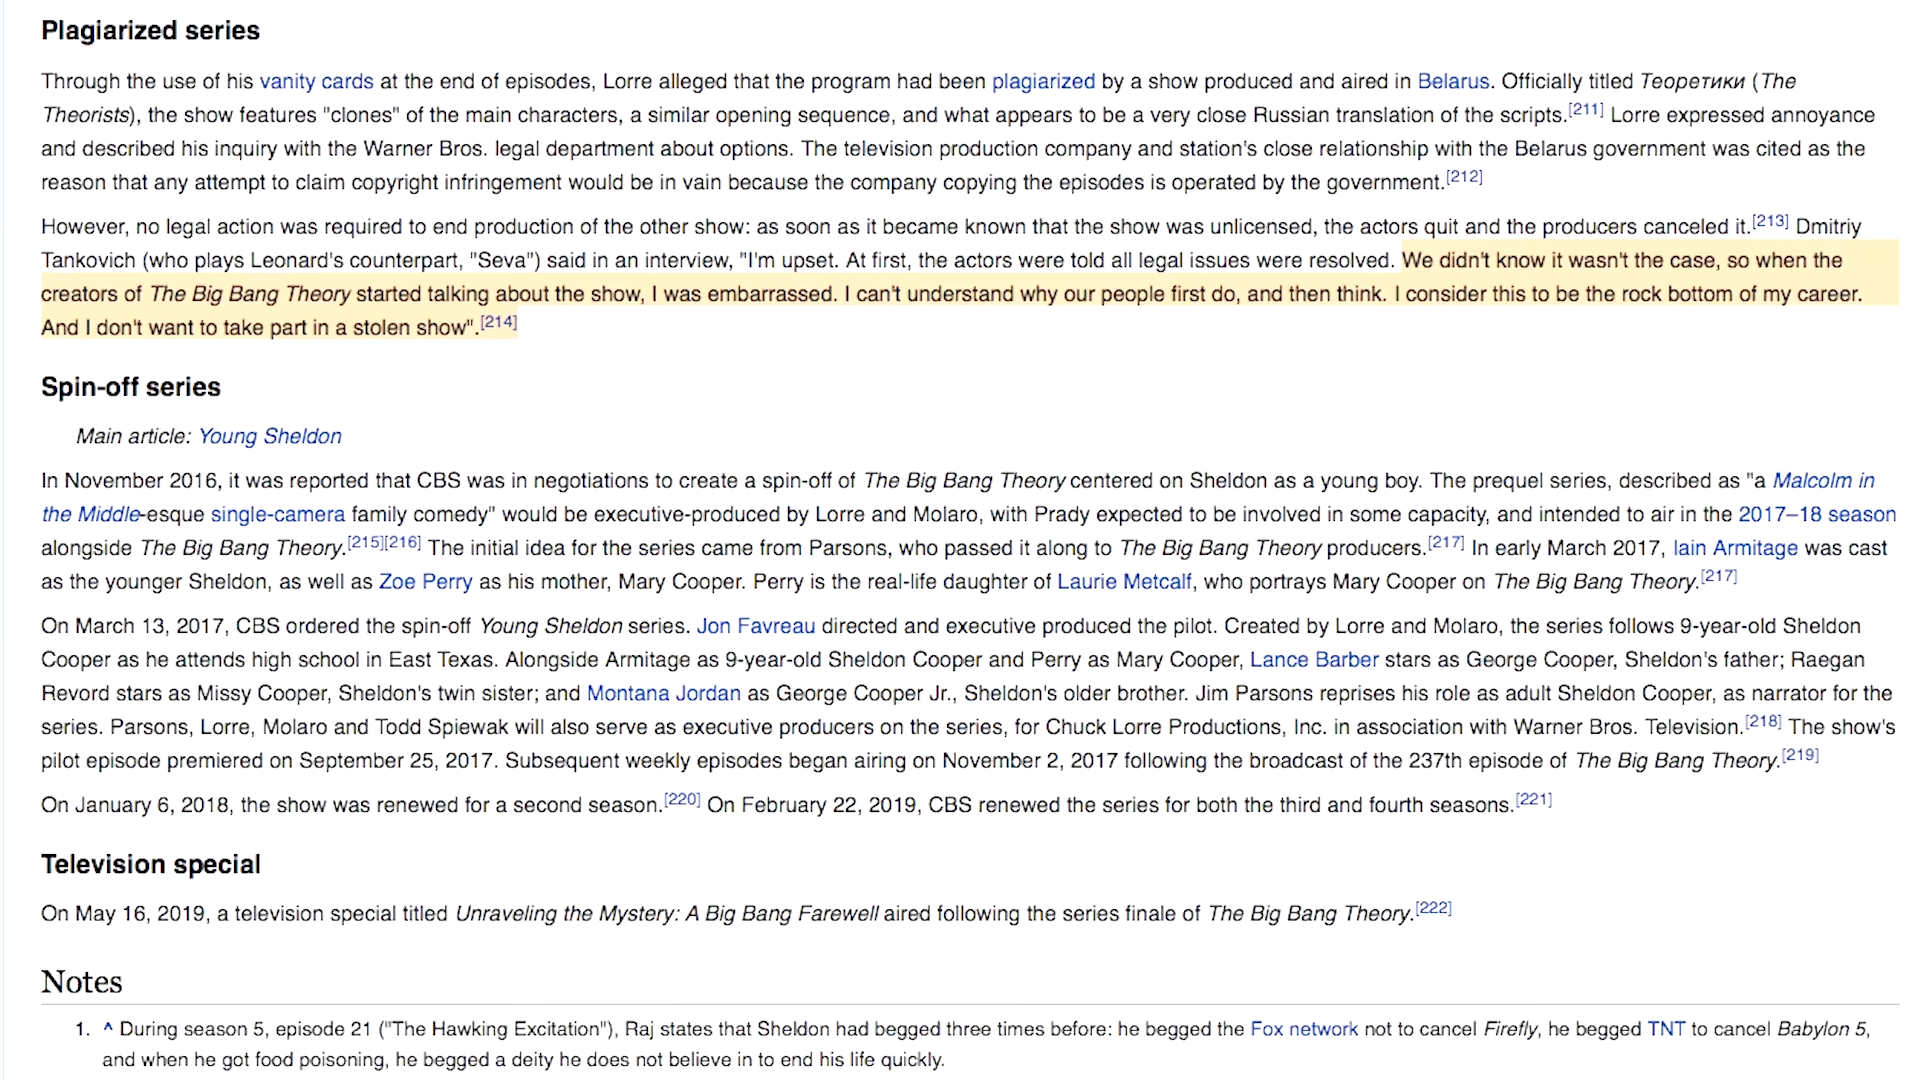 Plagiarized series
Through the use of his vanity cards at the end of episodes, Lorre alleged that the program had been plagiarized by a show produced and aired in Belarus. Officially titled Теоретики (The
Theorists), the show features "clones" of the main characters, a similar opening sequence, and what appears to be a very close Russian translation of the scripts.[211] Lorre expressed annoyance
and described his inquiry with the Warner Bros. legal department about options. The television production company and station's close relationship with the Belarus government was cited as the
reason that any attempt to claim copyright infringement would be in vain because the company copying the episodes is operated by the government.[212]
However, no legal action was required to end production of the other show: as soon as it became known that the show was unlicensed, the actors quit and the producers canceled it.[213] Dmitriy
Tankovich (who plays Leonard's counterpart, "Seva") said in an interview, "I'm upset. At first, the actors were told all legal issues were resolved. We didn't know it wasn't the case, so when the
creators of The Big Bang Theory started talking about the show, I was embarrassed. I can't understand why our people first do, and then think. I consider this to be the rock bottom of my career.
And I don't want to take part in a stolen show".[214]
Spin-off series
Main article: Young Sheldon
In November 2016, it was reported that CBS was in negotiations to create a spin-off of The Big Bang Theory centered on Sheldon as a young boy. The prequel series, described as "a Malcolm in
the Middle-esque single-camera family comedy" would be executive-produced by Lorre and Molaro, with Prady expected to be involved in some capacity, and intended to air in the 2017–18 season
alongside The Big Bang Theory.[215][216] The initial idea for the series came from Parsons, who passed it along to The Big Bang Theory producers.[217] In early March 2017, Iain Armitage was cast
as the younger Sheldon, as well as Zoe Perry as his mother, Mary Cooper. Perry is the real-life daughter of Laurie Metcalf, who portrays Mary Cooper on The Big Bang Theory.[217]
On March 13, 2017, CBS ordered the spin-off Young Sheldon series. Jon Favreau directed and executive produced the pilot. Created by Lorre and Molaro, the series follows 9-year-old Sheldon
Cooper as he attends high school in East Texas. Alongside Armitage as 9-year-old Sheldon Cooper and Perry as Mary Cooper, Lance Barber stars as George Cooper, Sheldon's father; Raegan
Revord stars as Missy Cooper, Sheldon's twin sister; and Montana Jordan as George Cooper Jr., Sheldon's older brother. Jim Parsons reprises his role as adult Sheldon Cooper, as narrator for the
series. Parsons, Lorre, Molaro and Todd Spiewak will also serve as executive producers on the series, for Chuck Lorre Productions, Inc. in association with Warner Bros. Television.[218] The show's
pilot episode premiered on September 25, 2017. Subsequent weekly episodes began airing on November 2, 2017 following the broadcast of the 237th episode of The Big Bang Theory.[219]
On January 6, 2018, the show was renewed for a second season.[220] On February 22, 2019, CBS renewed the series for both the third and fourth seasons.[221]
Television special
On May 16, 2019, a television special titled Unraveling the Mystery: A Big Bang Farewell aired following the series finale of The Big Bang Theory.[222]
Notes
1. ^ During season 5, episode 21 ("The Hawking Excitation"), Raj states that Sheldon had begged three times before: he begged the Fox network not to cancel Firefly, he begged TNT to cancel Babylon 5,
and when he got food poisoning, he begged a deity he does not believe in to end his life quickly.